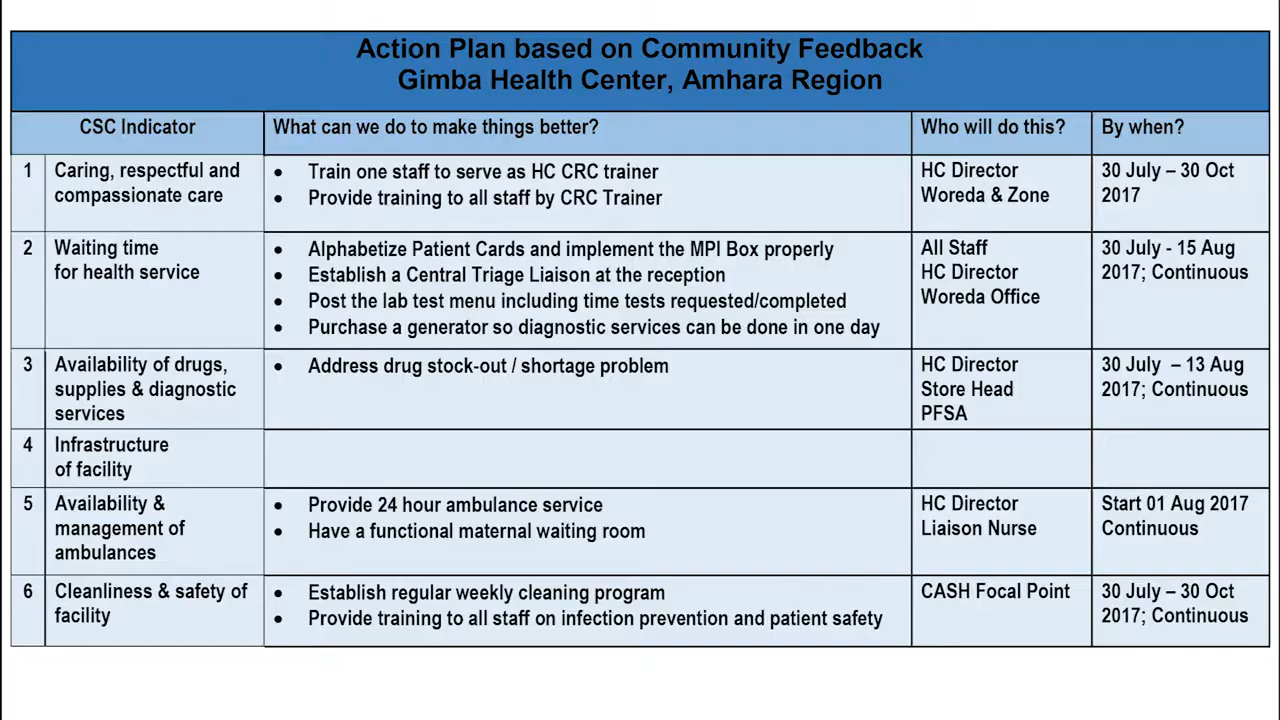 Action Plan based on Community Feedback
Gimba Health Center, Amhara Region
CSC Indicator
What can we do to make things better?
Who will do this?
By when?
1
Caring, respectful and
compassionate care
• Train one staff to serve as HC CRC trainer
• Provide training to all staff by CRC Trainer
HC Director
Woreda & Zone
30 July – 30 Oct
2017
2
Waiting time
for health service
• Alphabetize Patient Cards and implement the MPI Box properly
• Establish a Central Triage Liaison at the reception
• Post the lab test menu including time tests requested/completed
• Purchase a generator so diagnostic services can be done in one day
All Staff
HC Director
Woreda Office
30 July - 15 Aug
2017; Continuous
3
Availability of drugs,
supplies & diagnostic
services
• Address drug stock-out / shortage problem
HC Director
Store Head
PFSA
30 July – 13 Aug
2017; Continuous
4
Infrastructure
of facility
5
Availability &
management of
ambulances
• Provide 24 hour ambulance service
• Have a functional maternal waiting room
HC Director
Liaison Nurse
Start 01 Aug 2017
Continuous
6
Cleanliness & safety of
facility
• Establish regular weekly cleaning program
• Provide training to all staff on infection prevention and patient safety
CASH Focal Point
30 July – 30 Oct
2017; Continuous